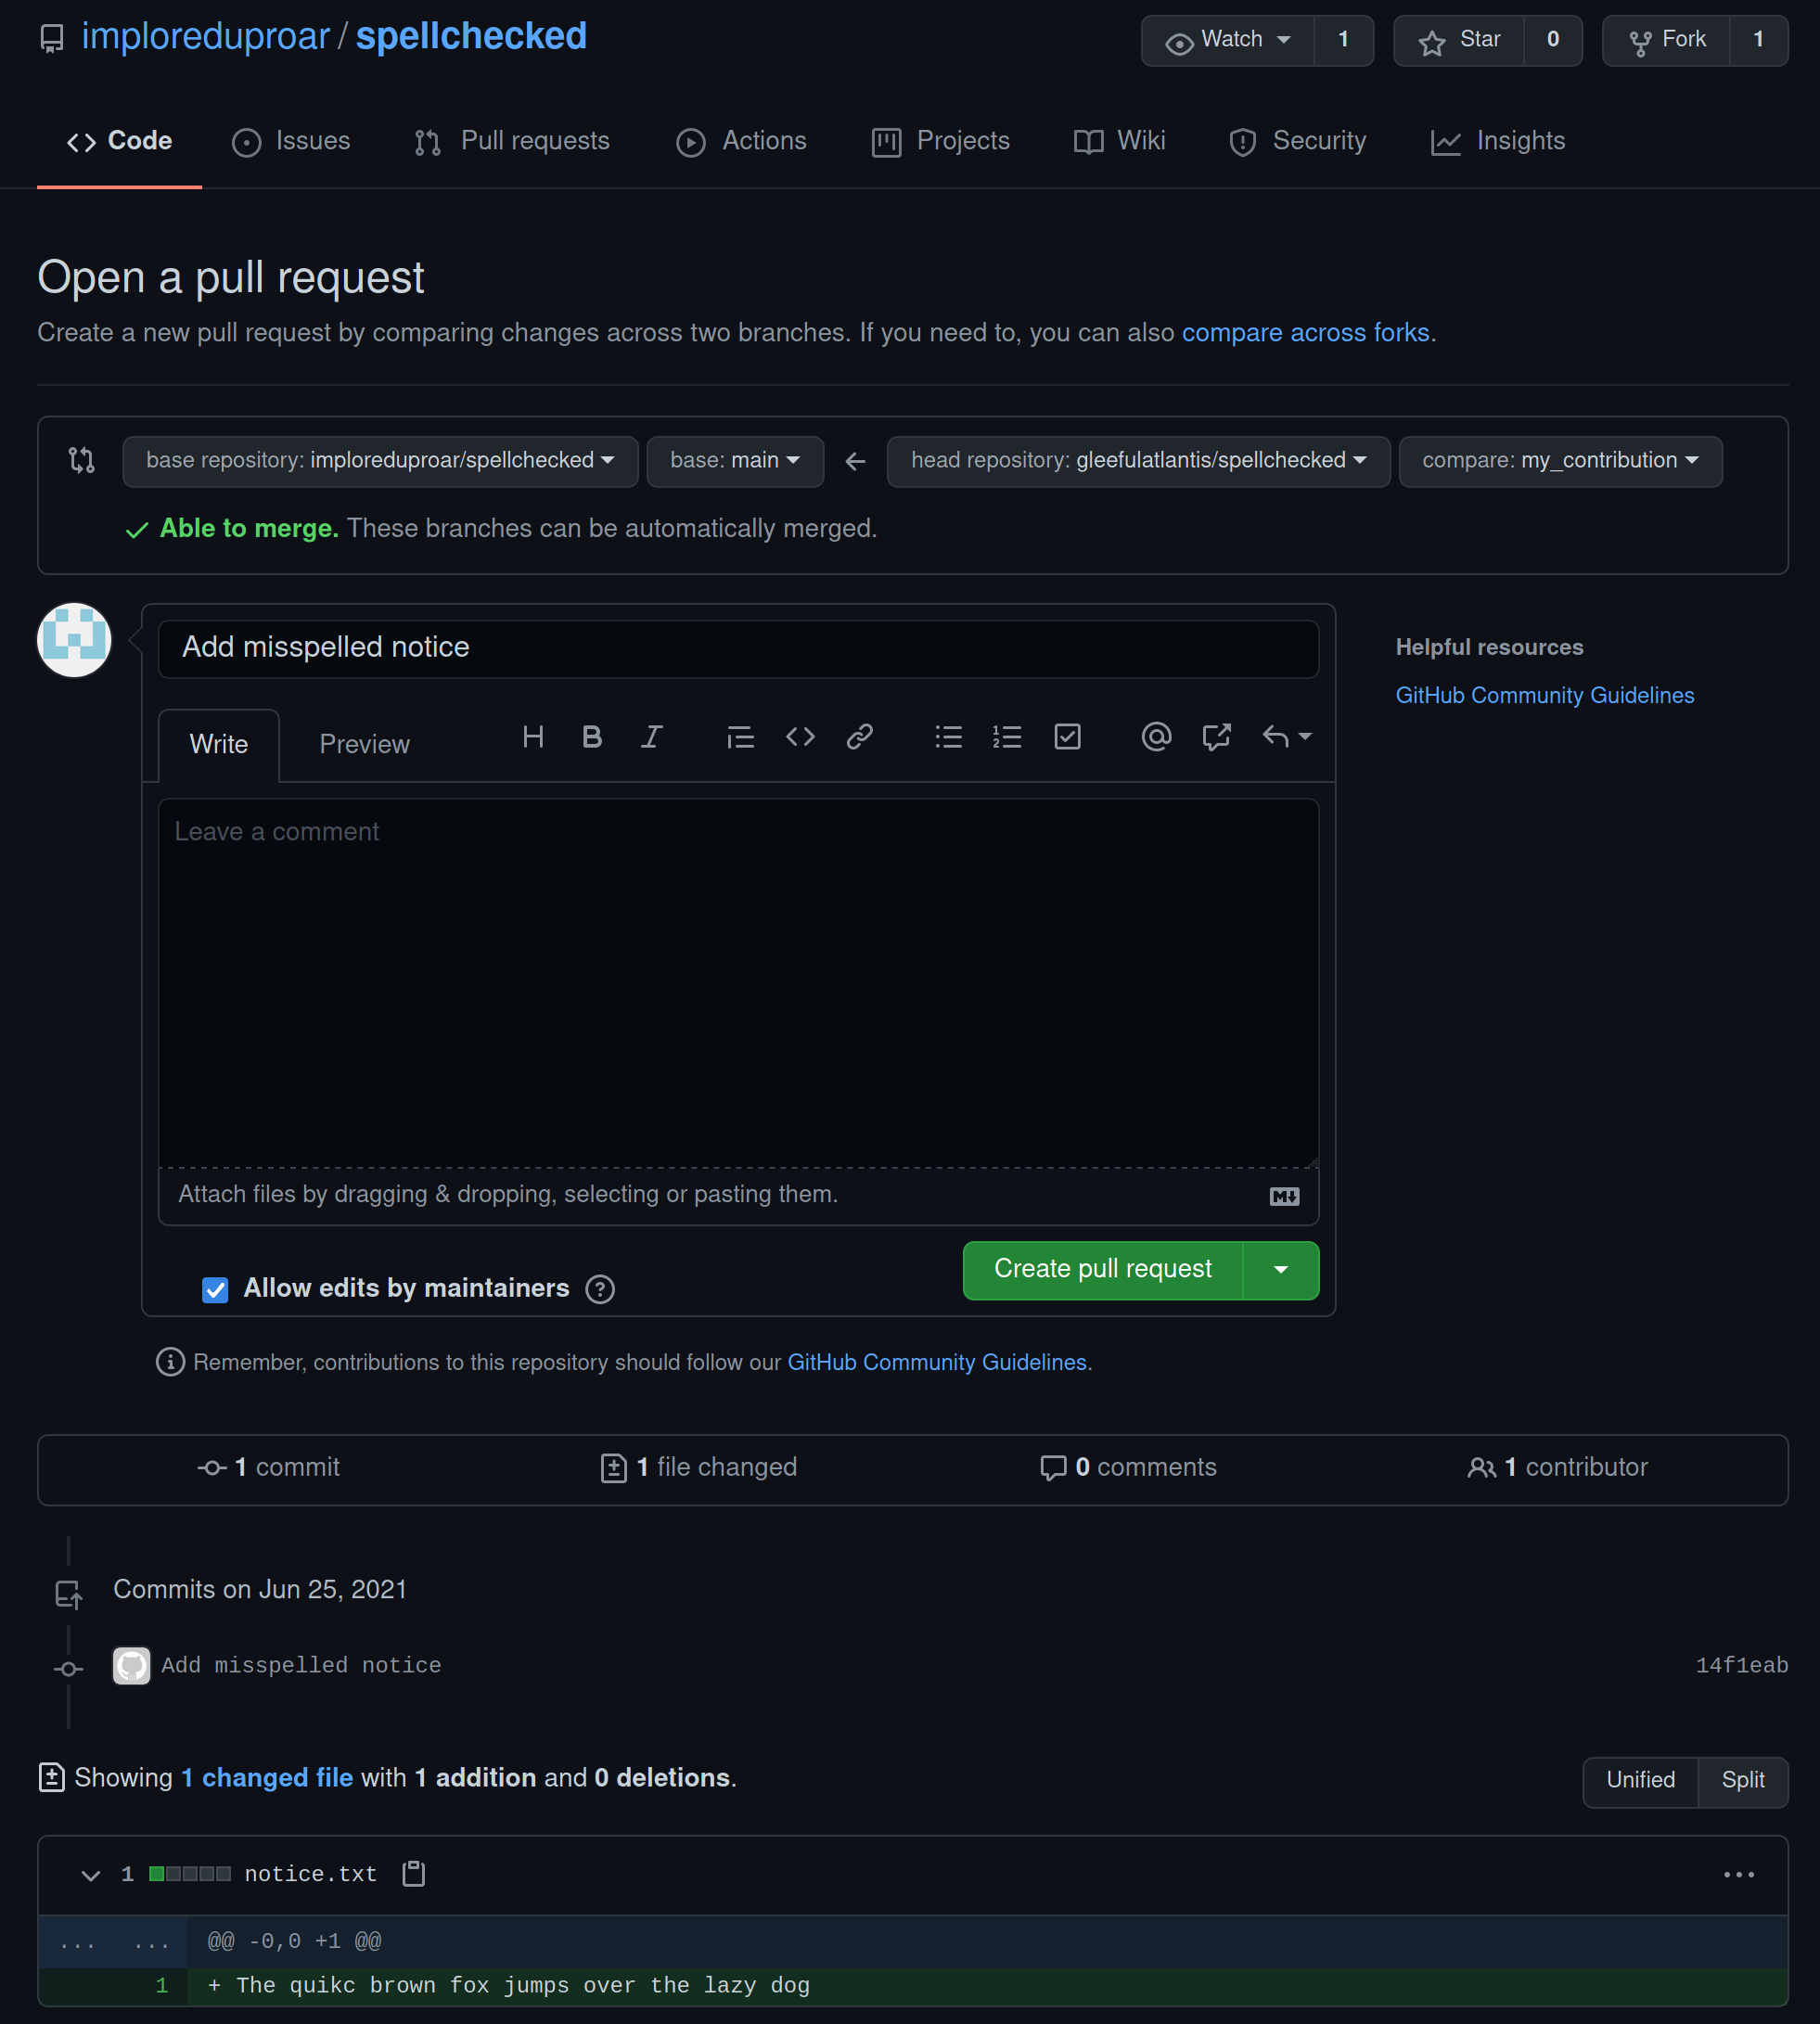 imploreduproar / spellchecked
Watch 1 Star 0 Fork 1
Code Issues Pull requests Actions Projects Wiki Security Insights
Open a pull request
Create a new pull request by comparing changes across two branches. If you need to, you can also compare across forks.
base repository: imploreduproar/spellchecked base: main head repository: gleefulatlantis/spellchecked compare: my_contribution
Able to merge. These branches can be automatically merged.
Add misspelled notice
Helpful resources
GitHub Community Guidelines
Write Preview
Leave a comment
Attach files by dragging & dropping, selecting or pasting them.
Create pull request
Allow edits by maintainers
Remember, contributions to this repository should follow our GitHub Community Guidelines.
1 commit 1 file changed 0 comments 1 contributor
Commits on Jun 25, 2021
Add misspelled notice 14f1eab
Showing 1 changed file with 1 addition and 0 deletions.
Unified Split
1 notice.txt
... ... @@ -0,0 +1 @@
1 + The quikc brown fox jumps over the lazy dog